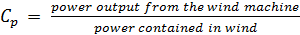 C_p = power output from the wind machine / power contained in wind